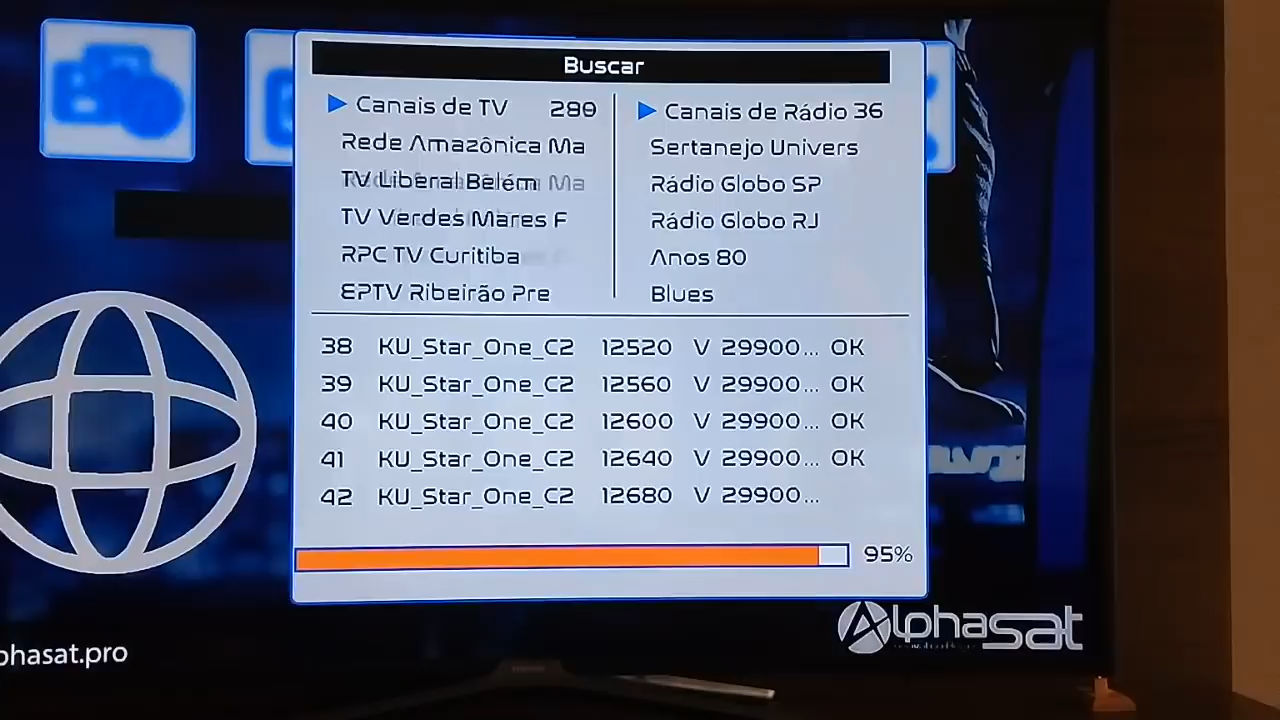 Buscar
Canais de TV 280
Rede Amazônica Ma
TV Liberal Belém
TV Verdes Mares F
RPC TV Curitiba
EPTV Ribeirão Pre
Canais de Rádio 36
Sertanejo Univers
Rádio Globo SP
Rádio Globo RJ
Anos 80
Blues
38 KU_Star_One_C2 12520 V 29900... OK
39 KU_Star_One_C2 12560 V 29900... OK
40 KU_Star_One_C2 12600 V 29900... OK
41 KU_Star_One_C2 12640 V 29900... OK
42 KU_Star_One_C2 12680 V 29900...
95%
Alphasat
phasat.pro